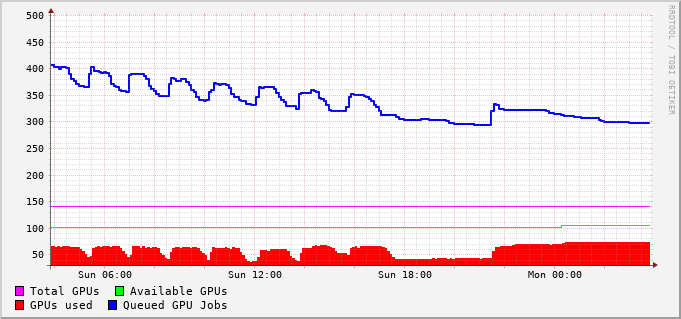 500
450
400
350
300
250
200
150
100
50
Sun 06:00 Sun 12:00 Sun 18:00 Mon 00:00
Total GPUs Available GPUs
GPUs used Queued GPU Jobs
RRDTOOL / TOBI OETIKER